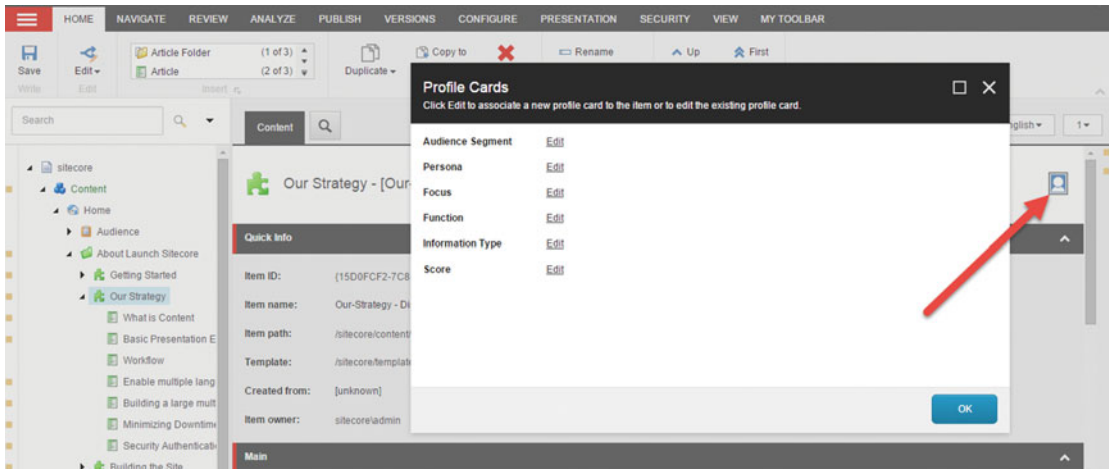 HOME NAVIGATE REVIEW ANALYZE PUBLISH VERSIONS CONFIGURE PRESENTATION SECURITY VIEW MY TOOLBAR
Article Folder (1 of 3) Copy to Rename Up First
Save Edit Article (2 of 3) Duplicate
Write Edit Insert
Profile Cards
Click Edit to associate a new profile card to the item or to edit the existing profile card.
Search
Content
1
Audience Segment Edit
Persona Edit
Focus Edit
Function Edit
Information Type Edit
Score Edit
OK
sitecore
Content
Home
Audience
About Launch Sitecore
Getting Started
Our Strategy
What is Content
Basic Presentation E
Workflow
Enable multiple lang
Building a large mult
Minimizing Downtime
Security Authenticati
Building the Site
Our Strategy - [Our-
Quick Info
Item ID: {15D0FCF2-7C8
Item name: Our-Strategy - Di
Item path: /sitecore/content/
Template: /sitecore/templat
Created from: [unknown]
Item owner: sitecore\admin
Main